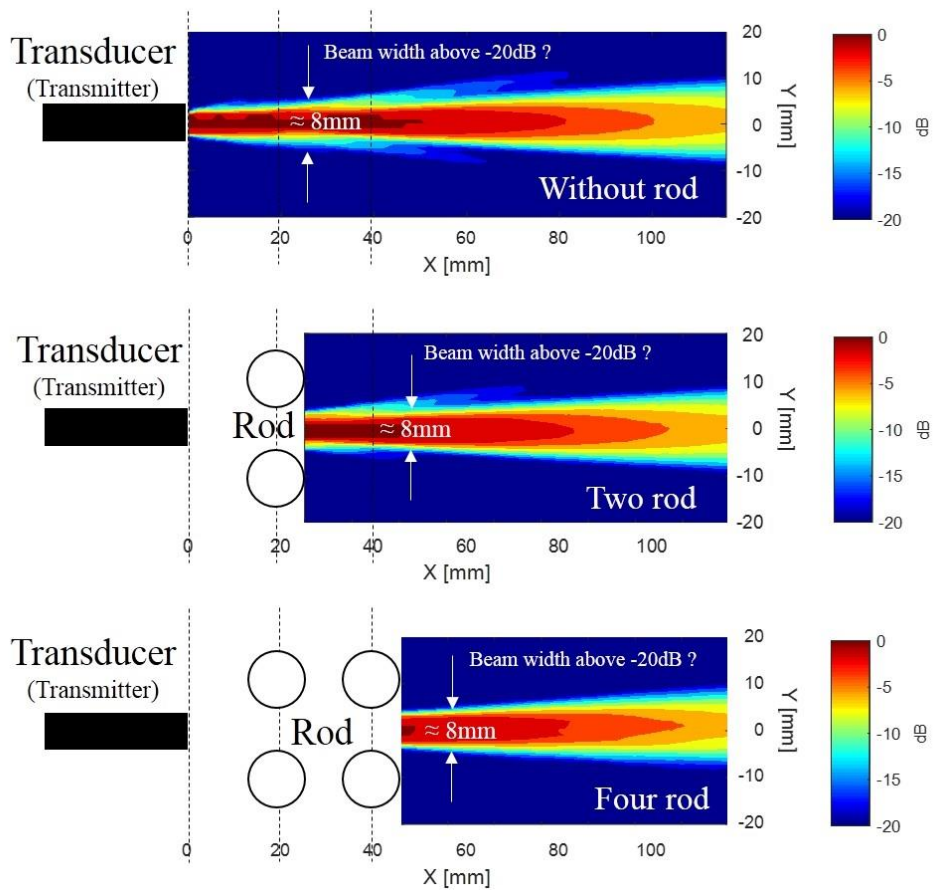 Transducer
(Transmitter)
Beam width above -20dB ?
≈ 8mm
Without rod
20
10
0
-10
-20
Y [mm]
0
-5
-10
-15
-20
dB
0
20
40
60
80
100
X [mm]
Transducer
(Transmitter)
Rod
Beam width above -20dB ?
≈ 8mm
Two rod
20
10
0
-10
-20
Y [mm]
0
-5
-10
-15
-20
dB
0
20
40
60
80
100
X [mm]
Transducer
(Transmitter)
Rod
Beam width above -20dB ?
≈ 8mm
Four rod
20
10
0
-10
-20
Y [mm]
0
-5
-10
-15
-20
dB
0
20
40
60
80
100
X [mm]